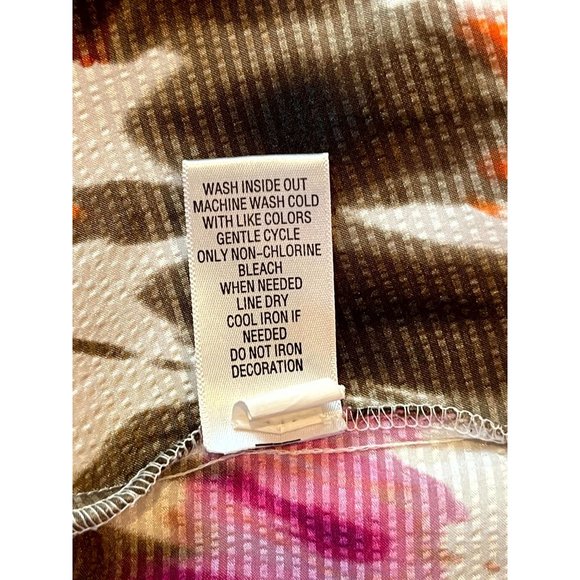 WASH INSIDE OUT
MACHINE WASH COLD
WITH LIKE COLORS
GENTLE CYCLE
ONLY NON-CHLORINE
BLEACH
WHEN NEEDED
LINE DRY
COOL IRON IF
NEEDED
DO NOT IRON
DECORATION